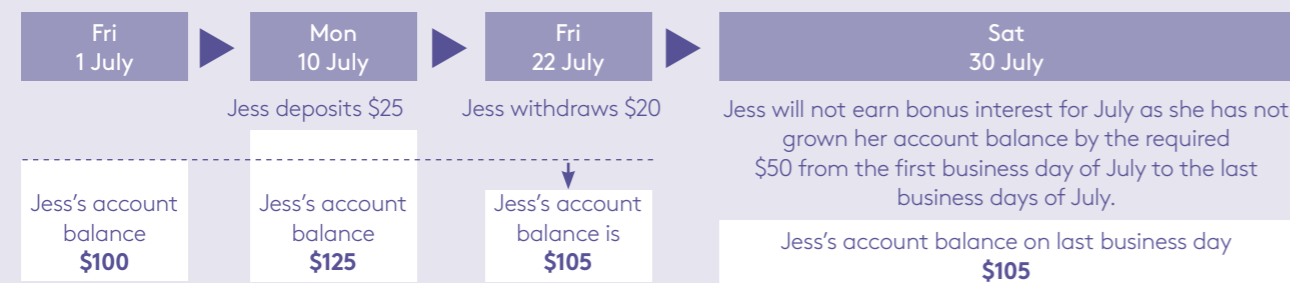 Fri
1 July
Mon
10 July
Fri
22 July
Sat
30 July
Jess deposits $25
Jess withdraws $20
Jess will not earn bonus interest for July as she has not
grown her account balance by the required
$50 from the first business day of July to the last
business days of July.
Jess’s account
balance
$100
Jess’s account
balance
$125
Jess’s account
balance is
$105
Jess’s account balance on last business day
$105